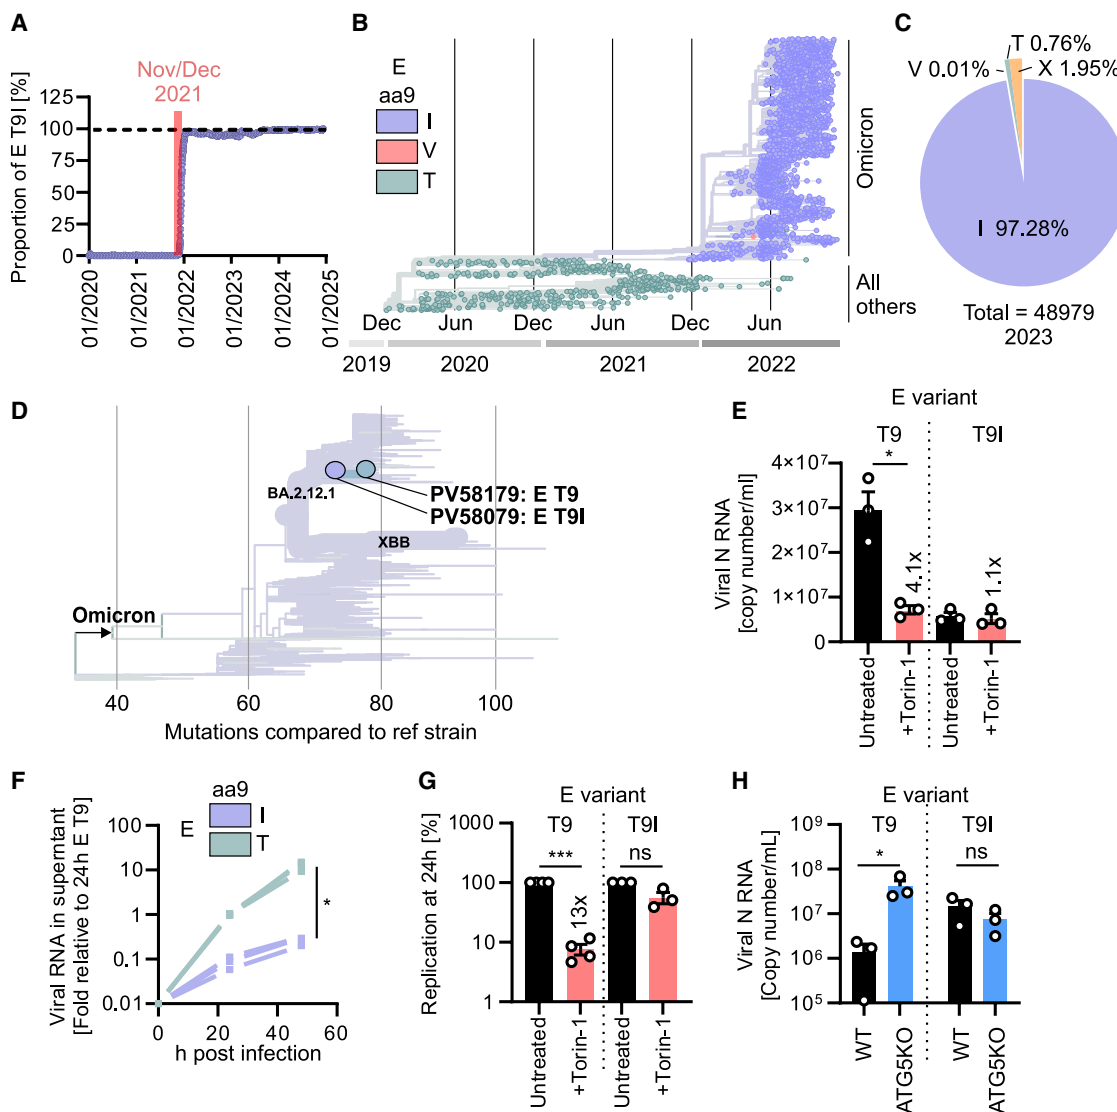 A
Nov/Dec
2021
Proportion of E T9I [%]
125
100
75
50
25
0
01/2020
01/2021
01/2022
01/2023
01/2024
01/2025
B
E
aa9
I
V
T
Omicron
All
others
Dec
Jun
Dec
Jun
Dec
Jun
2019
2020
2021
2022
C
T 0.76%
V 0.01%
X 1.95%
I 97.28%
Total = 48979
2023
D
BA.2.12.1
PV58179: E T9
PV58079: E T9I
XBB
Omicron
40
60
80
100
Mutations compared to ref strain
E
E variant
T9
T9I
*
4.1x
1.1x
Viral N RNA
[copy number/ml]
4×10⁷
3×10⁷
2×10⁷
1×10⁷
0
Untreated
+Torin-1
Untreated
+Torin-1
F
aa9
E
I
T
Viral RNA in superntant
[Fold relative to 24h E T9]
100
10
1
0.1
0.01
*
0
20
40
60
h post infection
G
E variant
T9
T9I
***
ns
13x
Replication at 24h [%]
1000
100
10
1
Untreated
+Torin-1
Untreated
+Torin-1
H
E variant
T9
T9I
*
ns
Viral N RNA
[Copy number/mL]
10⁹
10⁸
10⁷
10⁶
10⁵
WT
ATG5KO
WT
ATG5KO